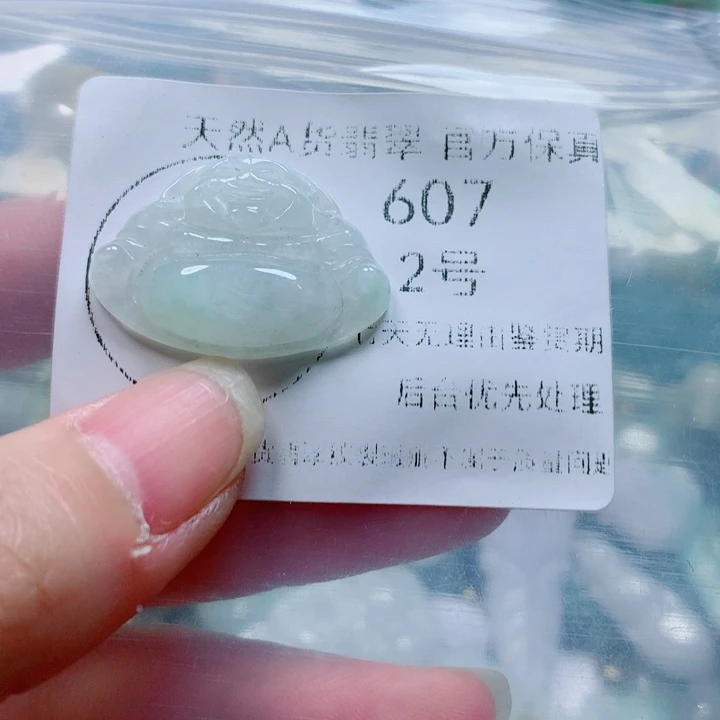 天然A货翡翠 官方保真
607
2号
天无理由鉴赏期
后台优先处理